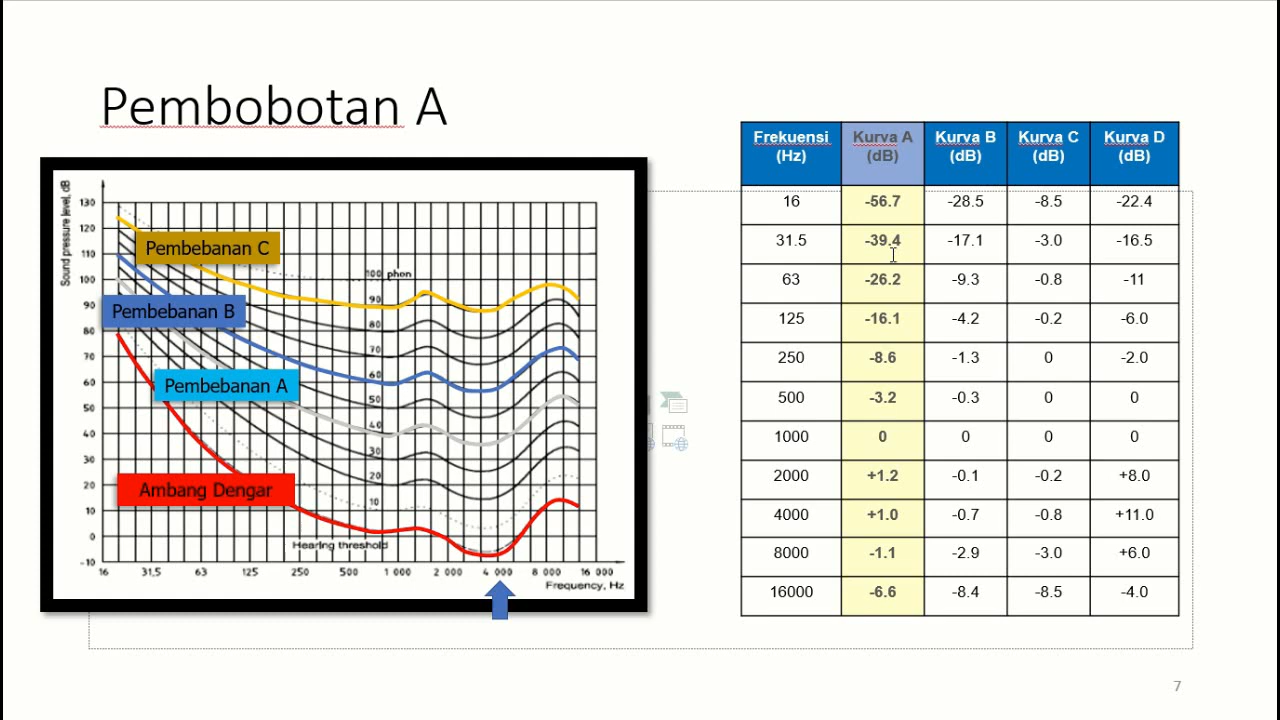 Pembobotan A
Sound pressure level, dB
130
120
110
100
90
80
70
60
50
40
30
20
10
0
-10
Pembebanan C
Pembebanan B
Pembebanan A
Ambang Dengar
100 phon
90
80
70
60
50
40
30
20
10
Hearing threshold
16 31,5 63 125 250 500 1 000 2 000 4 000 8 000 16 000
Frequency, Hz
Frekuensi (Hz) Kurva A (dB) Kurva B (dB) Kurva C (dB) Kurva D (dB)
16 -56.7 -28.5 -8.5 -22.4
31.5 -39.4 -17.1 -3.0 -16.5
63 -26.2 -9.3 -0.8 -11
125 -16.1 -4.2 -0.2 -6.0
250 -8.6 -1.3 0 -2.0
500 -3.2 -0.3 0 0
1000 0 0 0 0
2000 +1.2 -0.1 -0.2 +8.0
4000 +1.0 -0.7 -0.8 +11.0
8000 -1.1 -2.9 -3.0 +6.0
16000 -6.6 -8.4 -8.5 -4.0
7